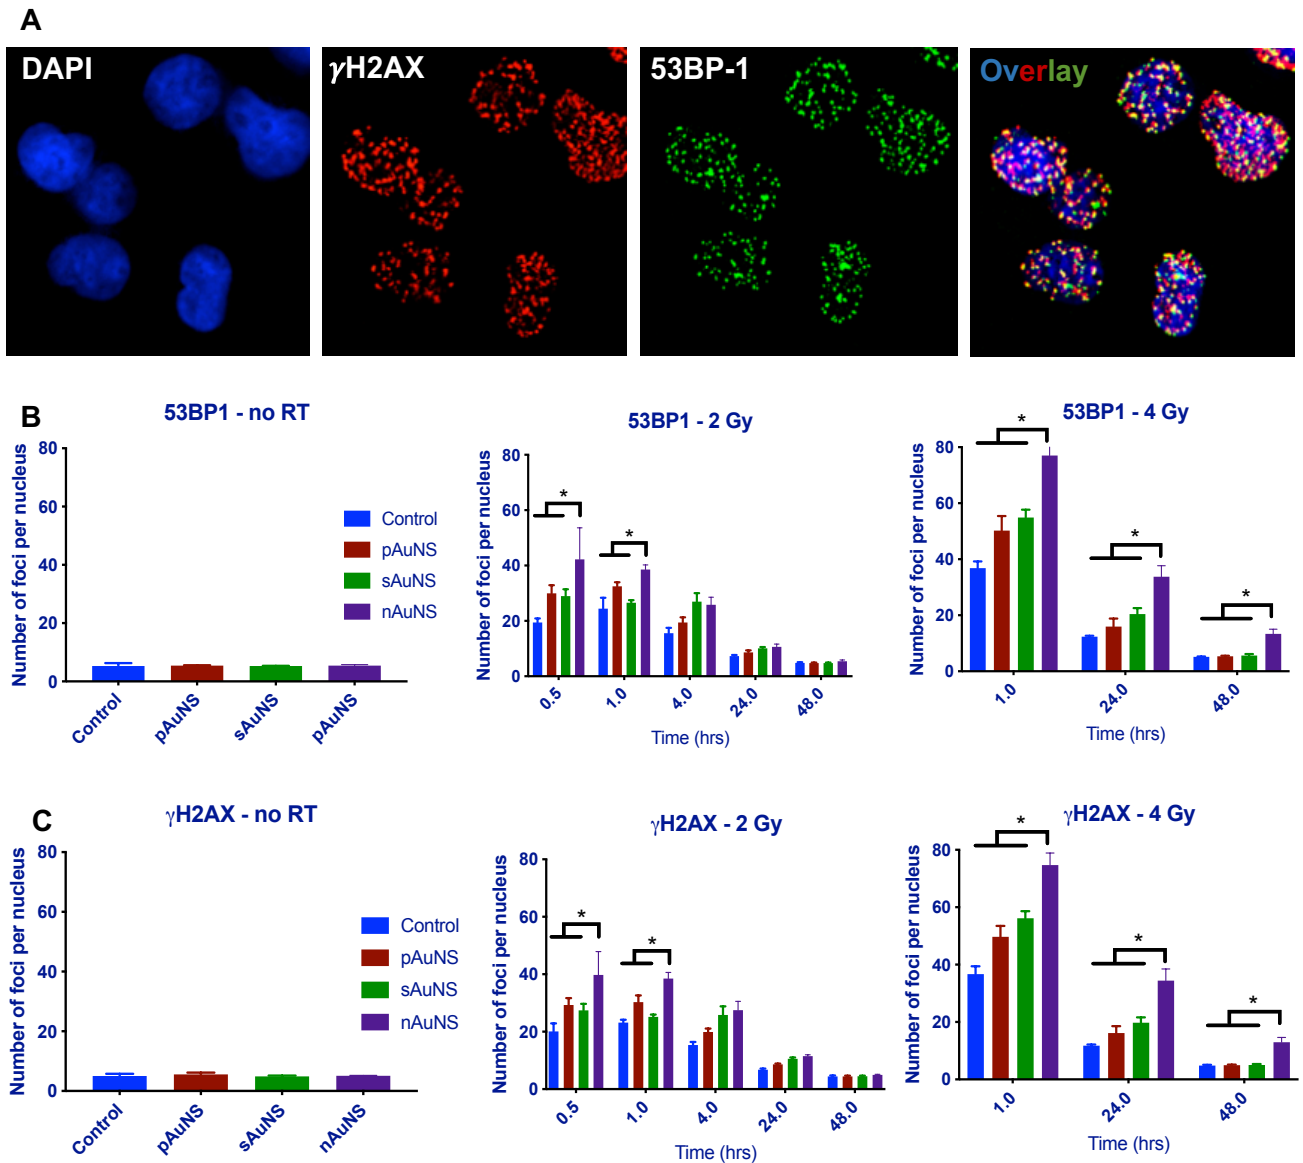 A
DAPI
γH2AX
53BP-1
Overlay
B
53BP1 - no RT
Number of foci per nucleus
80
60
40
20
0
Control
pAuNS
sAuNS
pAuNS
Control
pAuNS
sAuNS
nAuNS
53BP1 - 2 Gy
Number of foci per nucleus
80
60
40
20
0
*
*
0.5
1.0
4.0
24.0
48.0
Time (hrs)
53BP1 - 4 Gy
Number of foci per nucleus
80
60
40
20
0
*
*
*
1.0
24.0
48.0
Time (hrs)
C
γH2AX - no RT
Number of foci per nucleus
80
60
40
20
0
Control
pAuNS
sAuNS
nAuNS
Control
pAuNS
sAuNS
nAuNS
γH2AX - 2 Gy
Number of foci per nucleus
80
60
40
20
0
*
*
0.5
1.0
4.0
24.0
48.0
Time (hrs)
γH2AX - 4 Gy
Number of foci per nucleus
80
60
40
20
0
*
*
*
1.0
24.0
48.0
Time (hrs)